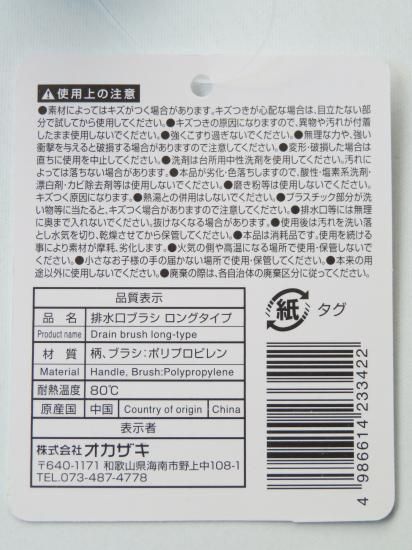 ⚠使用上の注意
●素材によってはキズがつく場合があります。キズつきが心配な場合は、目立たない部
分で試してから使用してください。●キズつきの原因になりますので、異物や汚れが付着
したまま使用しないでください。●強くこすり過ぎないでください。●無理な力や、強い
衝撃を与えると破損する場合がありますので注意してください。●変形・破損した場合は
直ちに使用を中止してください。●洗剤は台所用中性洗剤を使用してください。汚れによ
っては落ちない場合があります。●本品が劣化・色落ちしますので、酸性・塩素系洗剤・
漂白剤・カビ除去剤等は使用しないでください。●磨き粉等は使用しないでください。
キズつく原因になります。●熱湯との併用はしないでください。●プラスチック部分が洗
い物等に当たると、キズつく場合がありますので注意してください。●排水口等には無理
に奥まで入れないでください。抜けなくなる場合があります。●使用後は汚れを洗い落
とし水気を切り、乾燥させてから保管してください。●本品は消耗品です。使用を続ける
事により素材が摩耗、劣化します。●火気の側や高温になる場所で使用・保管しないで
ください。●小さなお子様の手の届かない場所で使用・保管してください。●本来の用
途以外に使用しないでください。●廃棄の際は、各自治体の廃棄区分に従ってください。
品質表示
品名 排水口ブラシ ロングタイプ
Product name Drain brush long-type
材質 柄、ブラシ:ポリプロピレン
Material Handle, Brush:Polypropylene
耐熱温度 80℃
原産国 中国 Country of origin China
表示者
株式会社 オカザキ
〒640-1171 和歌山県海南市野上中108-1
TEL.073-487-4778
紙 タグ
4 986614 233422